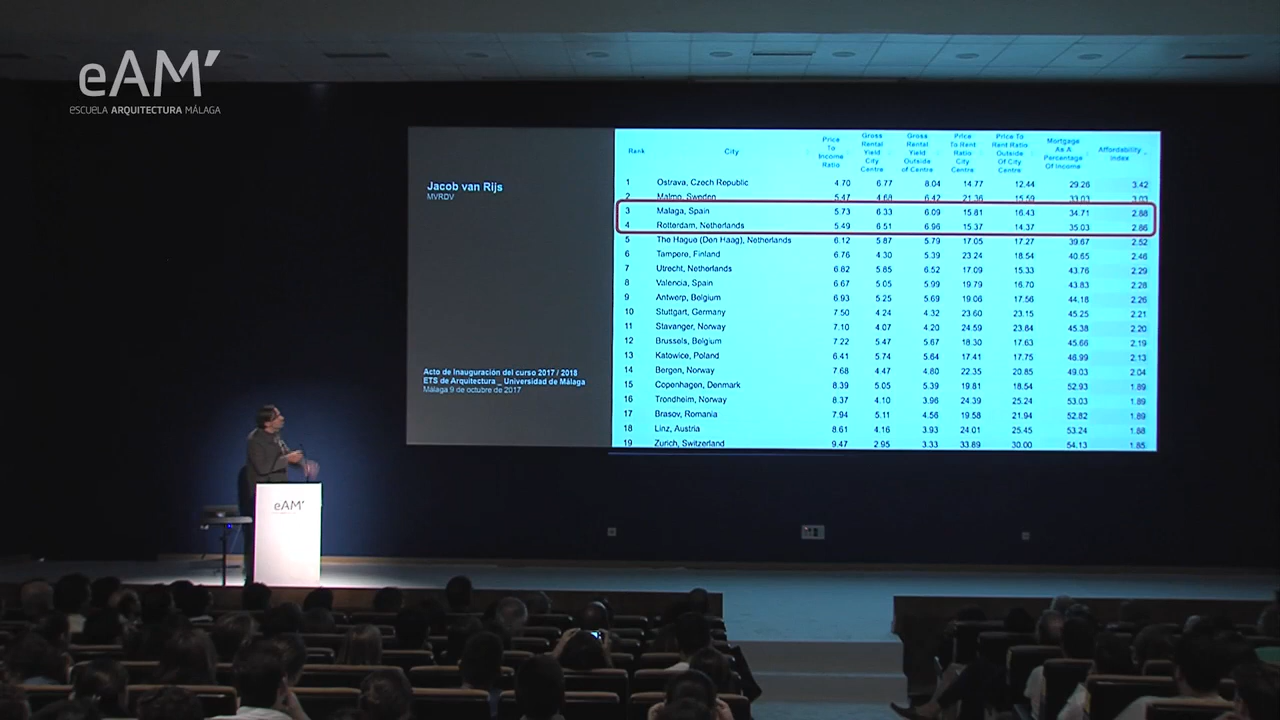 eAM'
ESCUELA ARQUITECTURA MÁLAGA
Jacob van Rijs
MVRDV
Acto de Inauguración del curso 2017 / 2018
ETS de Arquitectura _ Universidad de Málaga
Málaga 9 de octubre de 2017
Rank City Price To Income Ratio Gross Rental Yield City Centre Gross Rental Yield Outside of Centre Price To Rent Ratio City Centre Price To Rent Ratio Outside Of City Centre Mortgage As A Percentage Of Income Affordability Index
1 Ostrava, Czech Republic 4.70 6.77 8.04 14.77 12.44 29.26 3.42
2 Malmo, Sweden 5.47 4.68 6.42 21.36 15.59 33.03 3.03
3 Malaga, Spain 5.73 6.33 6.09 15.81 16.43 34.71 2.88
4 Rotterdam, Netherlands 5.49 6.51 6.96 15.37 14.37 35.03 2.86
5 The Hague (Den Haag), Netherlands 6.12 5.87 5.79 17.05 17.27 39.67 2.52
6 Tampere, Finland 6.76 4.30 5.39 23.24 18.54 40.65 2.46
7 Utrecht, Netherlands 6.82 5.85 6.52 17.09 15.33 43.76 2.29
8 Valencia, Spain 6.67 5.05 5.99 19.79 16.70 43.83 2.28
9 Antwerp, Belgium 6.93 5.25 5.69 19.06 17.56 44.18 2.26
10 Stuttgart, Germany 7.50 4.24 4.32 23.60 23.15 45.25 2.21
11 Stavanger, Norway 7.10 4.07 4.20 24.59 23.84 45.38 2.20
12 Brussels, Belgium 7.22 5.47 5.67 18.30 17.63 45.66 2.19
13 Katowice, Poland 6.41 5.74 5.64 17.41 17.75 46.99 2.13
14 Bergen, Norway 7.68 4.47 4.80 22.35 20.85 49.03 2.04
15 Copenhagen, Denmark 8.39 5.05 5.39 19.81 18.54 52.93 1.89
16 Trondheim, Norway 8.37 4.10 3.96 24.39 25.24 53.03 1.89
17 Brasov, Romania 7.94 5.11 4.56 19.58 21.94 52.82 1.89
18 Linz, Austria 8.61 4.16 3.93 24.01 25.45 53.24 1.88
19 Zurich, Switzerland 9.47 2.95 3.33 33.89 30.00 54.13 1.85
eAM'